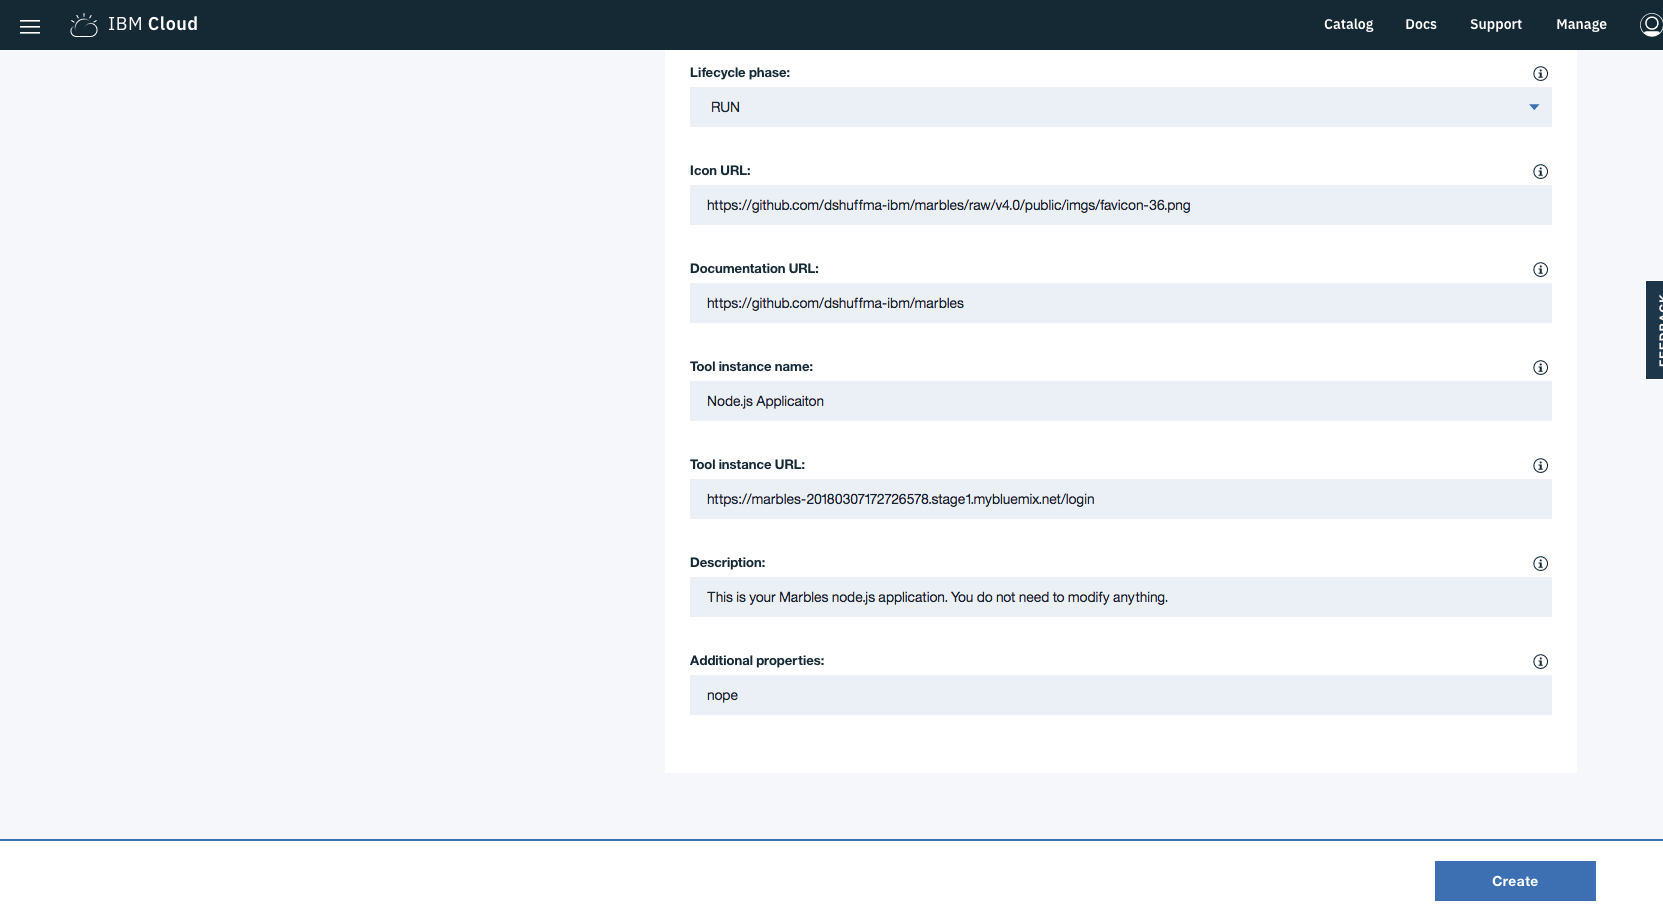 IBM Cloud
Catalog Docs Support Manage
Lifecycle phase:
RUN
Icon URL:
https://github.com/dshuffma-ibm/marbles/raw/v4.0/public/imgs/favicon-36.png
Documentation URL:
https://github.com/dshuffma-ibm/marbles
FEEDBACK
Tool instance name:
Node.js Applicaiton
Tool instance URL:
https://marbles-20180307172726578.stage1.mybluemix.net/login
Description:
This is your Marbles node.js application. You do not need to modify anything.
Additional properties:
nope
Create